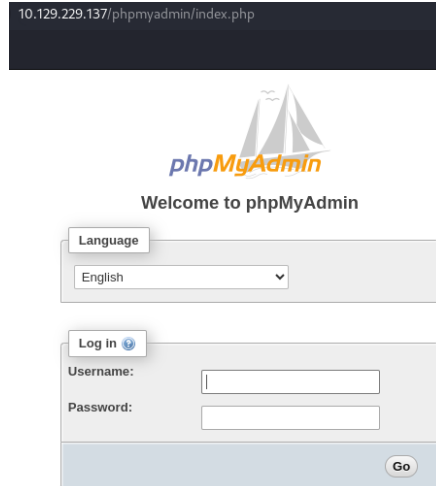 10.129.229.137/phpmyadmin/index.php
phpMyAdmin
Welcome to phpMyAdmin
Language
English
Log in
Username:
Password:
Go